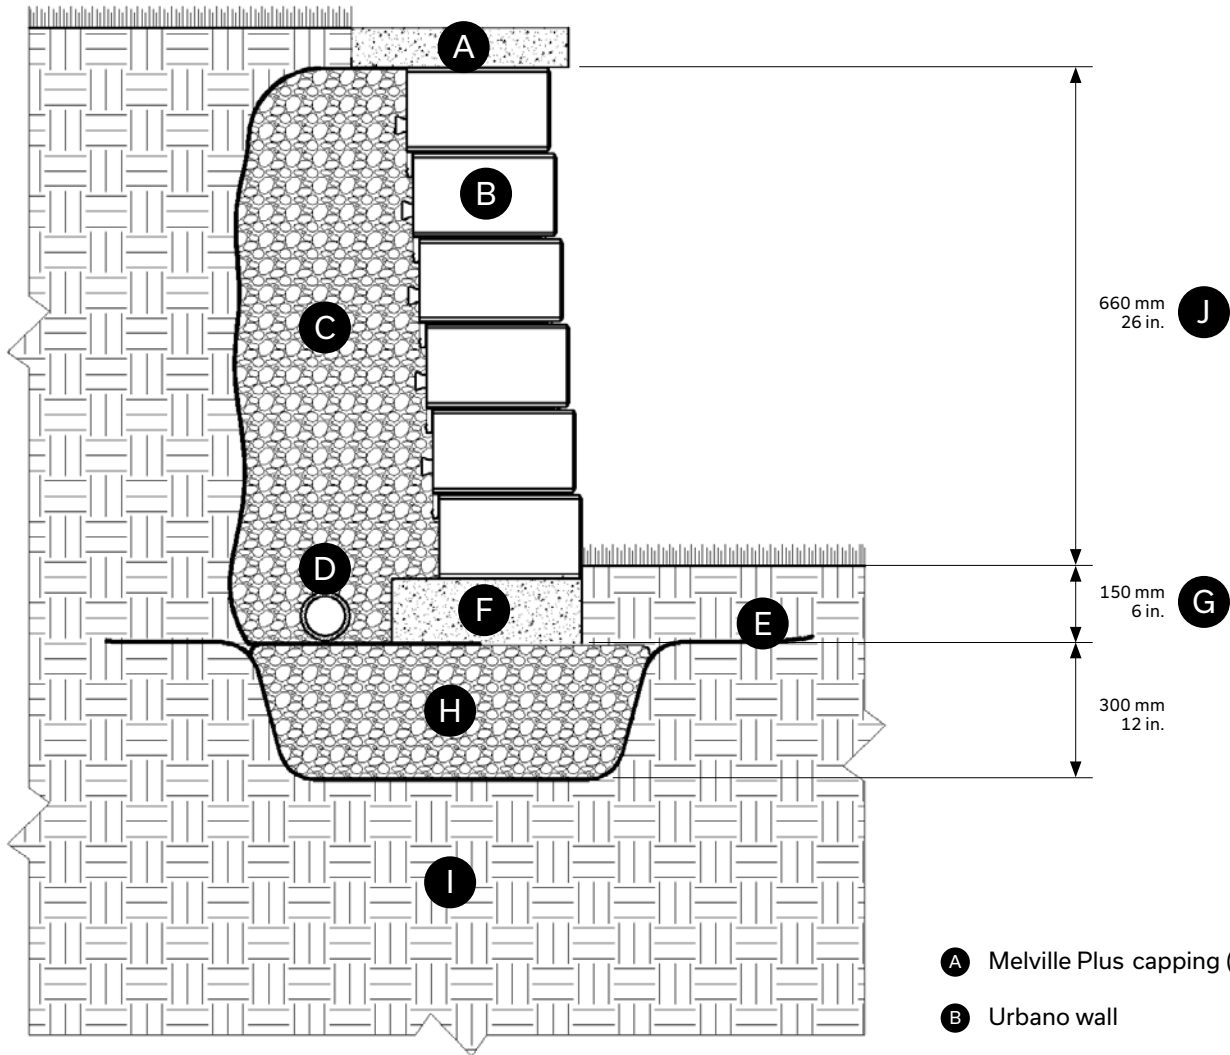 A
B
C
660 mm
26 in.
J
D
F
E
150 mm
6 in.
G
H
300 mm
12 in.
I
A Melville Plus capping (
B Urbano wall